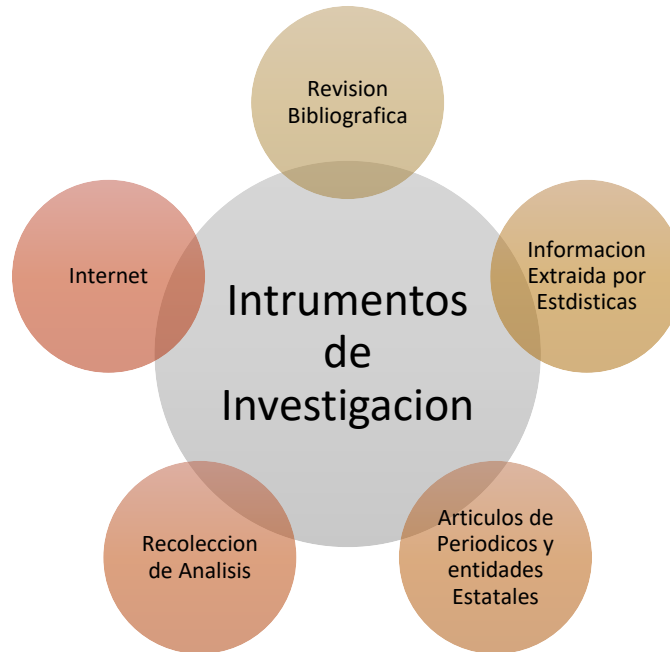 Revision
Bibliografica
Informacion
Extraida por
Estdisticas
Articulos de
Periodicos y
entidades
Estatales
Recoleccion
de Analisis
Internet
Intrumentos
de
Investigacion